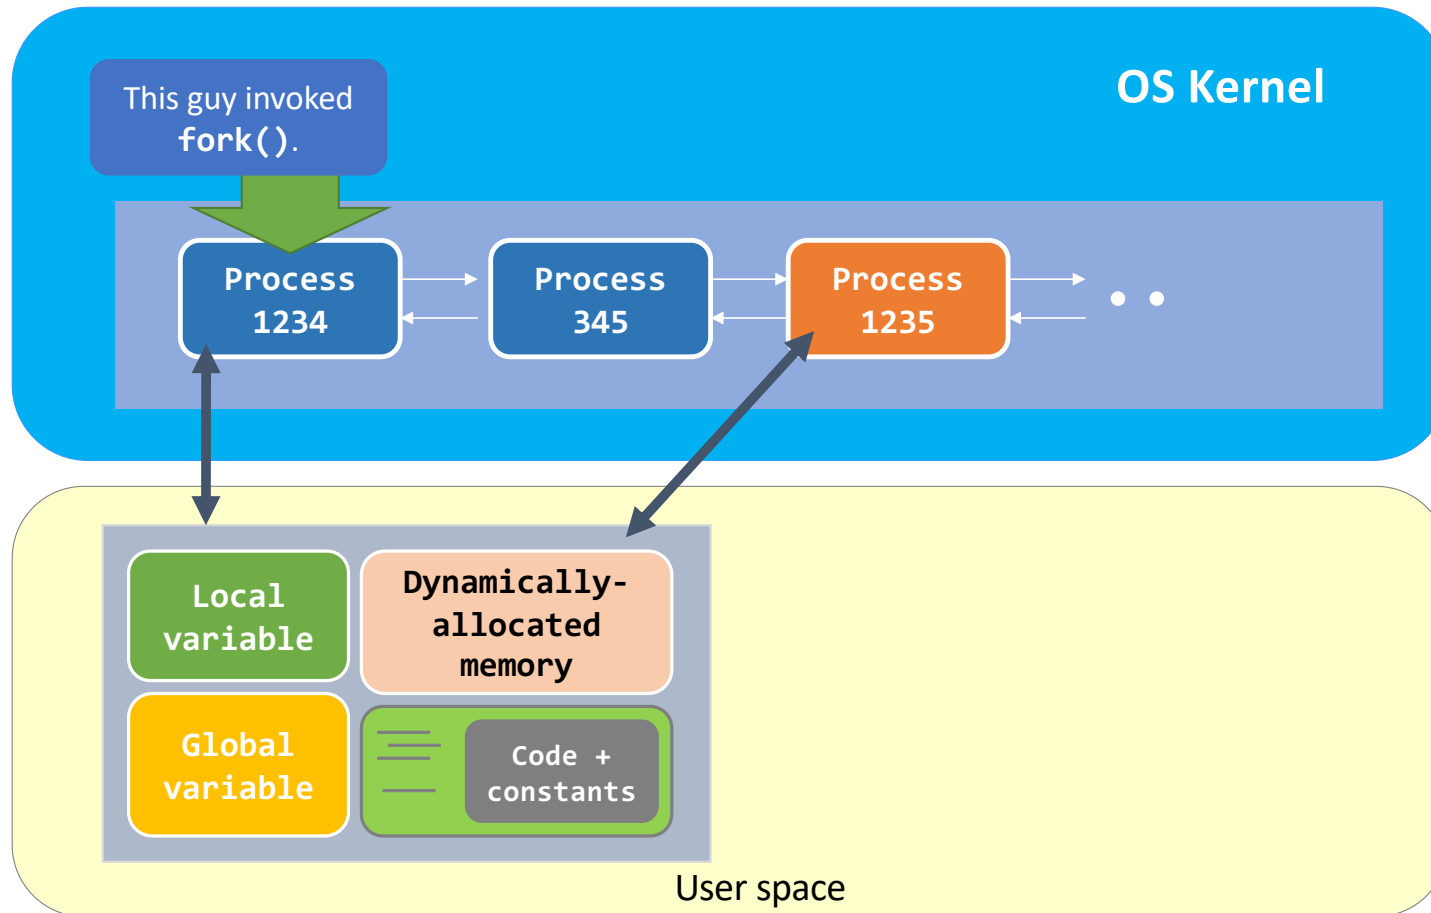 OS Kernel
This guy invoked
fork().
Process
1234
Process
345
Process
1235
Local
variable
Dynamically-
allocated
memory
Global
variable
Code +
constants
User space